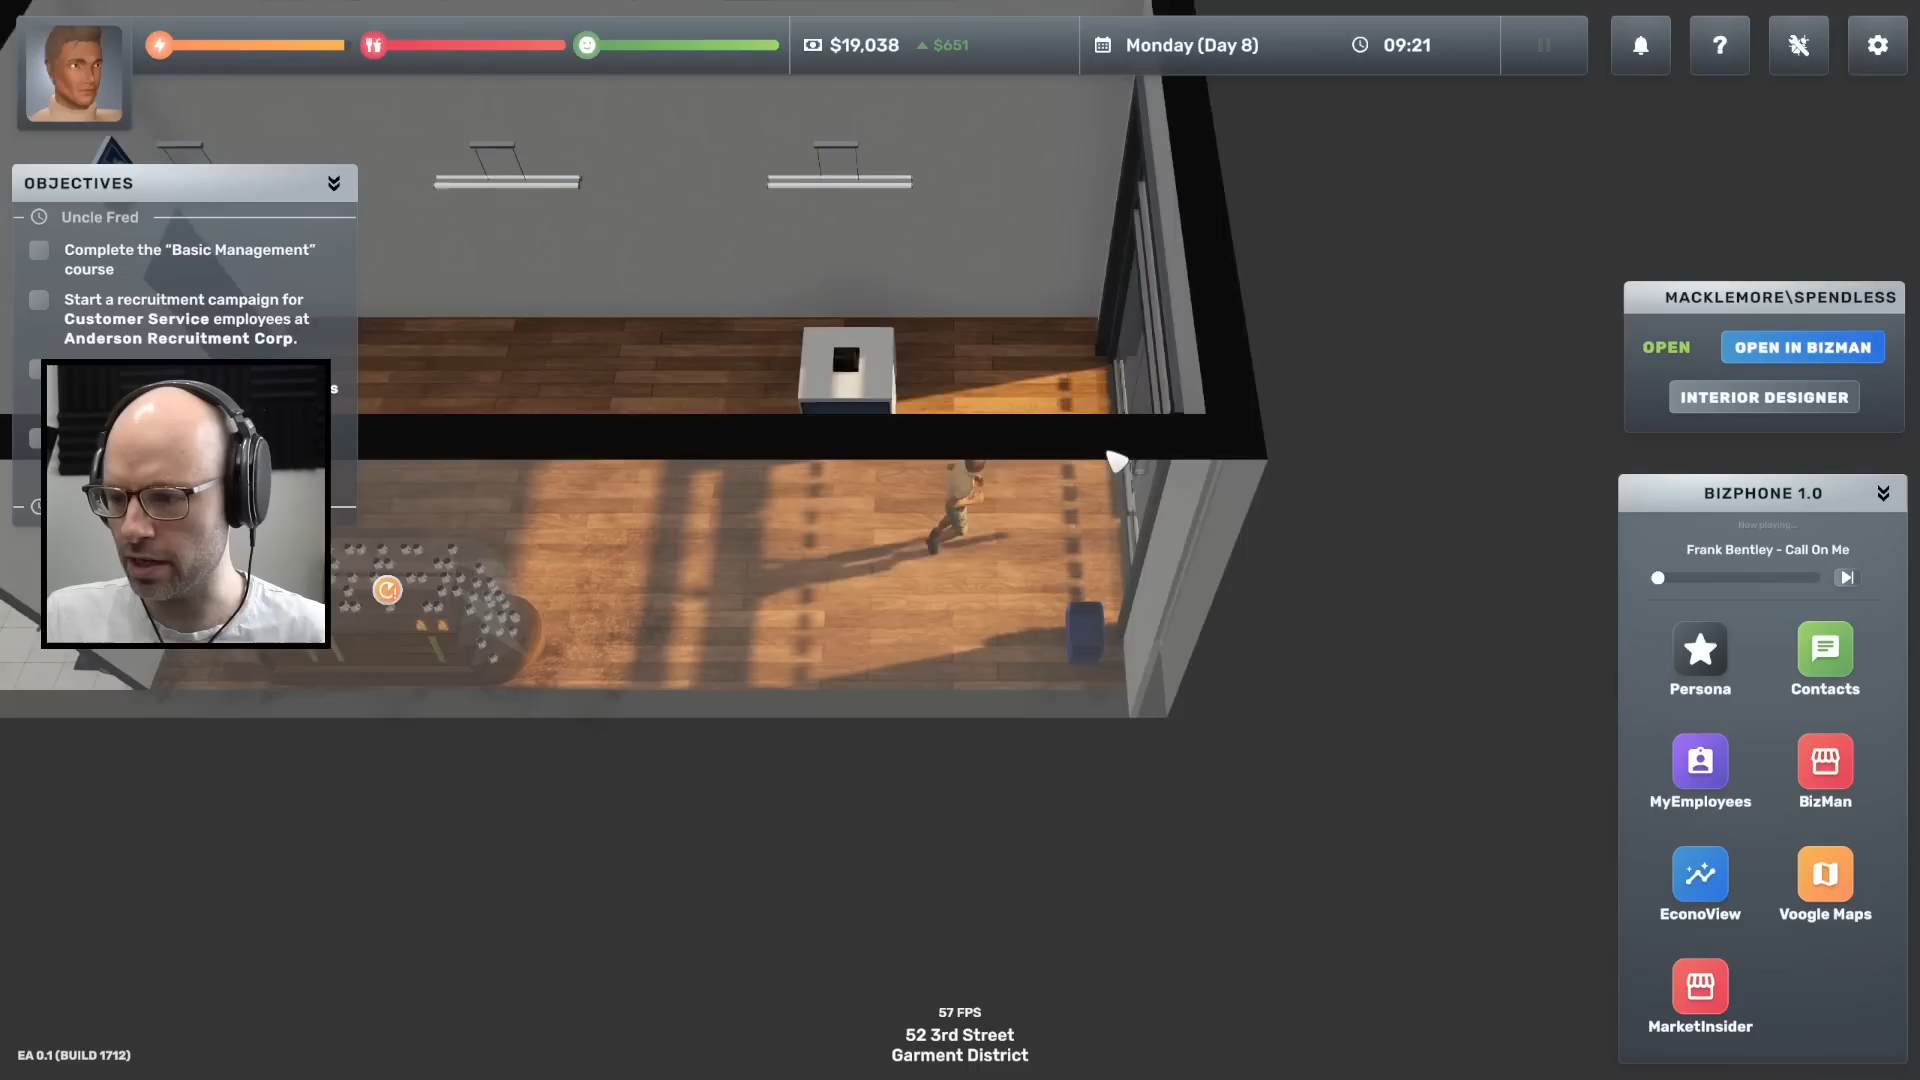 $19,038
$651
Monday (Day 8)
09:21
?
OBJECTIVES
Uncle Fred
Complete the "Basic Management"
course
Start a recruitment campaign for
Customer Service employees at
Anderson Recruitment Corp.
s
MACKLEMORE\SPENDLESS
OPEN
OPEN IN BIZMAN
INTERIOR DESIGNER
BIZPHONE 1.0
Now playing...
Frank Bentley - Call On Me
Persona
Contacts
MyEmployees
BizMan
EconoView
Voogle Maps
MarketInsider
57 FPS
52 3rd Street
Garment District
EA 0.1 (BUILD 1712)